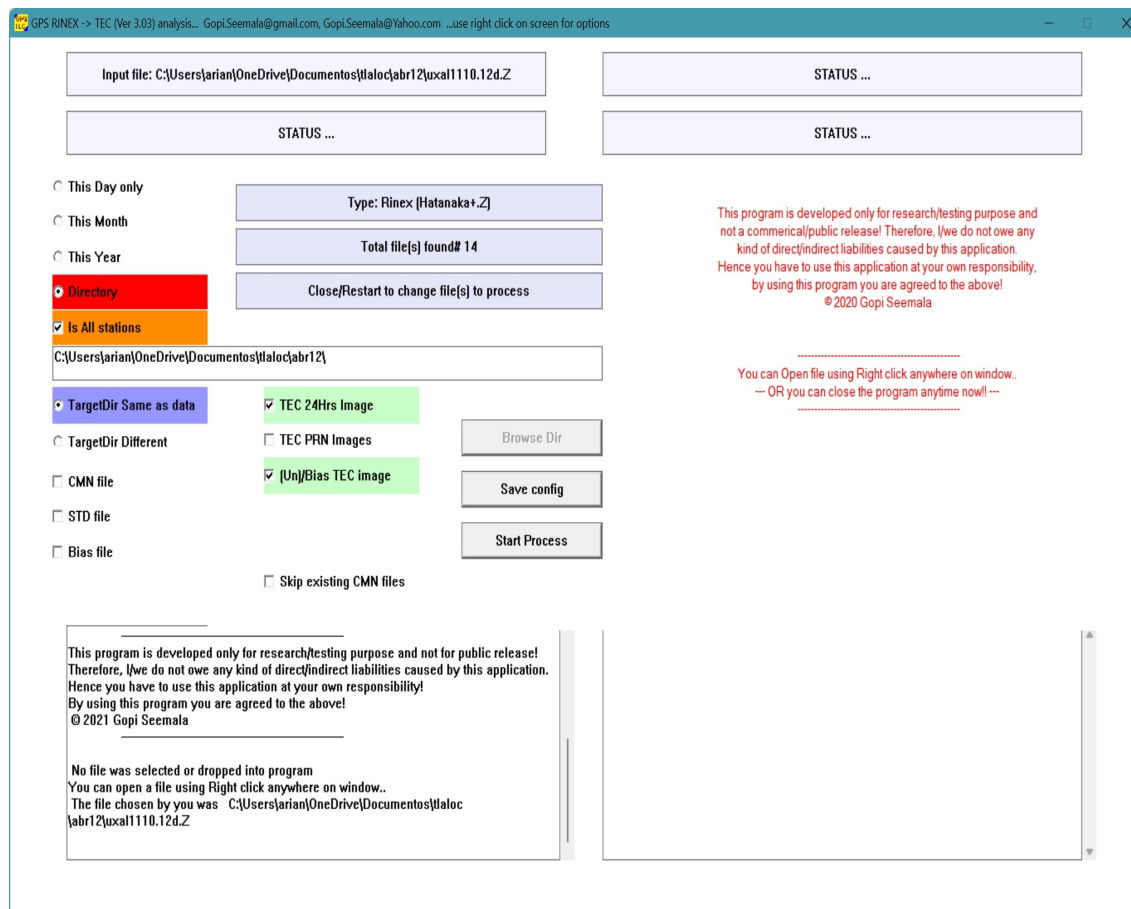 GPS RINEX -> TEC (Ver 3.03) analysis... Gopi.Seemala@gmail.com, Gopi.Seemala@Yahoo.com ...use right click on screen for options
Input file: C:\Users\arian\OneDrive\Documentos\tlaloc\abr12\uxal1110.12d.Z
STATUS ...
STATUS ...
STATUS ...
This Day only
This Month
This Year
Directory
Is All stations
Type: Rinex (Hatanaka+.Z)
Total file(s) found# 14
Close/Restart to change file(s) to process
This program is developed only for research/testing purpose and
not a commerical/public release! Therefore, I/we do not owe any
kind of direct/indirect liabilities caused by this application.
Hence you have to use this application at your own responsibility,
by using this program you are agreed to the above!
© 2020 Gopi Seemala
C:\Users\arian\OneDrive\Documentos\tlaloc\abr12\
------------------------------------------------
You can Open file using Right click anywhere on window..
--- OR you can close the program anytime now!! ---
------------------------------------------------
TargetDir Same as data
TargetDir Different
CMN file
STD file
Bias file
TEC 24Hrs Image
TEC PRN Images
(Un)/Bias TEC image
Skip existing CMN files
Browse Dir
Save config
Start Process
This program is developed only for research/testing purpose and not for public release!
Therefore, I/we do not owe any kind of direct/indirect liabilities caused by this application.
Hence you have to use this application at your own responsibility!
By using this program you are agreed to the above!
© 2021 Gopi Seemala
No file was selected or dropped into program
You can open a file using Right click anywhere on window..
The file chosen by you was C:\Users\arian\OneDrive\Documentos\tlaloc
\abr12\uxal1110.12d.Z